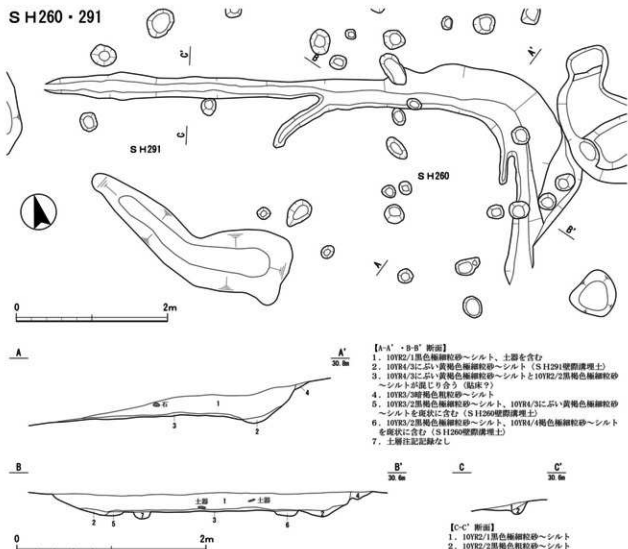 SH260・291
C'
B
A'
C
SH291
SH260
A
B'
0 2m
【A-A'・B-B' 断面】
1. 10YR2/1黒色極細粒砂～シルト、土器を含む
2. 10YR4/3にぶい黄褐色極細粒砂～シルト（SH291壁際溝埋土）
3. 10YR4/3にぶい黄褐色極細粒砂～シルトと10YR2/2黒褐色極細粒砂
～シルトが混じり合う（貼床？）
4. 10YR3/3暗褐色粗粒砂～シルト
5. 10YR3/2黒褐色極細粒砂～シルト、10YR4/3にぶい黄褐色極細粒砂
～シルトを斑状に含む（SH260壁際溝埋土）
6. 10YR3/2黒褐色極細粒砂～シルト、10YR4/4褐色極細粒砂～シルト
を斑状に含む（SH260壁際溝埋土）
7. 土層注記記録なし
A A'
30.8m
石 1 4
3 2
B B'
30.6m
土器 1 土器 4
2 5 7 3 6 2
C C'
30.6m
2
0 2m
【C-C' 断面】
1. 10YR2/1黒色極細粒砂～シルト
2. 10YR2/2黒褐色粗粒砂～シルト